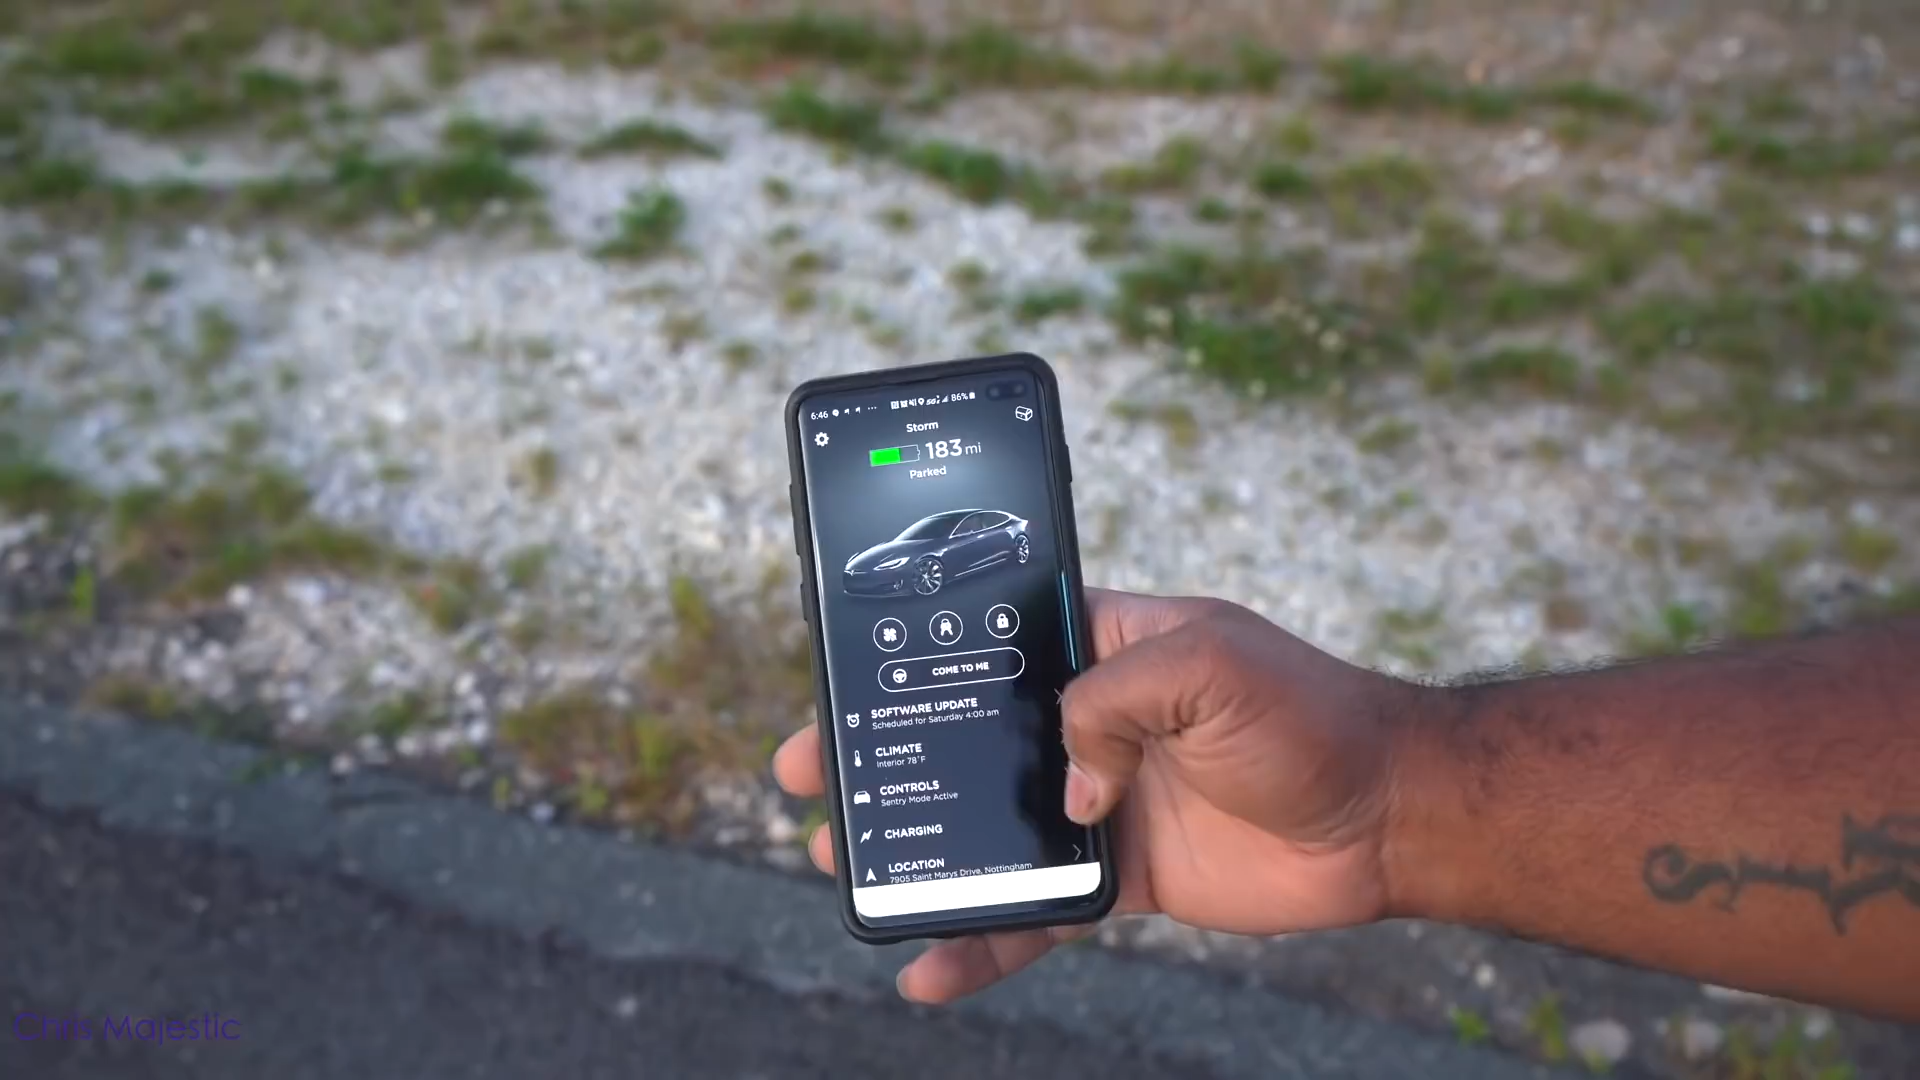 6:46
5G
86%
Storm
183 mi
Parked
COME TO ME
SOFTWARE UPDATE
Scheduled for Saturday 4:00 am
CLIMATE
Interior 78°F
CONTROLS
Sentry Mode Active
CHARGING
LOCATION
7905 Saint Marys Drive, Nottingham
Chris Majestic